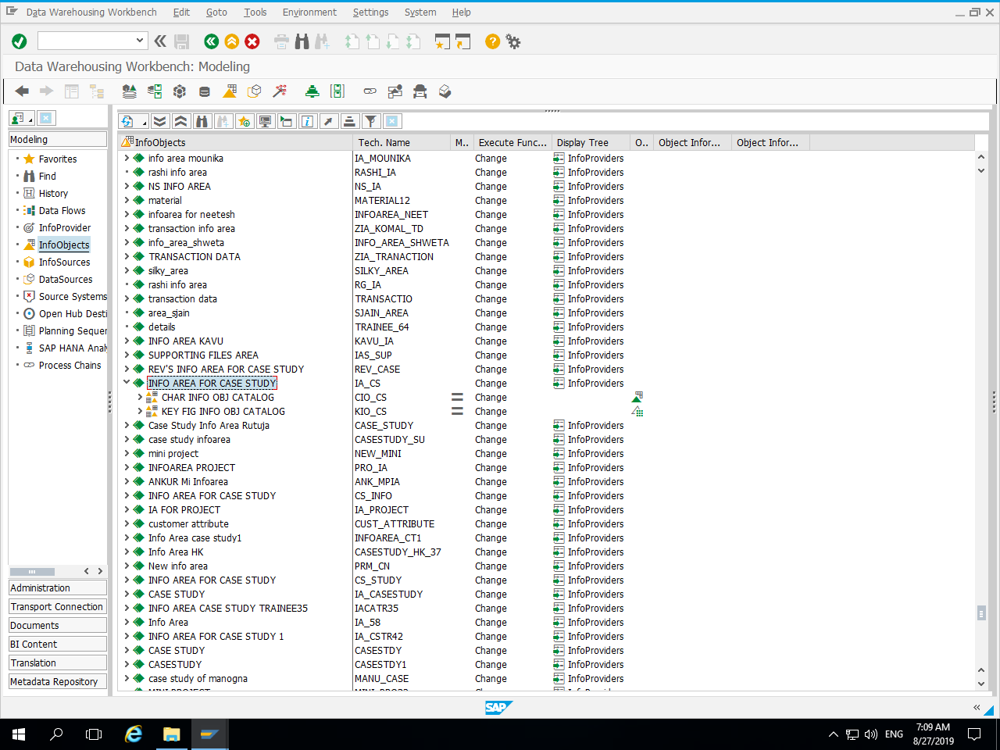 Data Warehousing Workbench Edit Goto Tools Environment Settings System Help
Data Warehousing Workbench: Modeling
Modeling
Favorites
Find
History
Data Flows
InfoProvider
InfoObjects
InfoSources
DataSources
Source Systems
Open Hub Desti
Planning Sequer
SAP HANA Analy
Process Chains
Administration
Transport Connection
Documents
BI Content
Translation
Metadata Repository
InfoObjects Tech. Name M.. Execute Func... Display Tree O.. Object Infor... Object Infor...
info area mounika IA_MOUNIKA Change InfoProviders
rashi info area RASHI_IA Change InfoProviders
NS INFO AREA NS_IA Change InfoProviders
material MATERIAL12 Change InfoProviders
infoarea for neetesh INFOAREA_NEET Change InfoProviders
transaction info area ZIA_KOMAL_TD Change InfoProviders
info_area_shweta INFO_AREA_SHWETA Change InfoProviders
TRANSACTION DATA ZIA_TRANACTION Change InfoProviders
silky_area SILKY_AREA Change InfoProviders
rashi info area RG_IA Change InfoProviders
transaction data TRANSACTIO Change InfoProviders
area_sjain SJAIN_AREA Change InfoProviders
details TRAINEE_64 Change InfoProviders
INFO AREA KAVU KAVU_IA Change InfoProviders
SUPPORTING FILES AREA IAS_SUP Change InfoProviders
REV'S INFO AREA FOR CASE STUDY REV_CASE Change InfoProviders
INFO AREA FOR CASE STUDY IA_CS Change InfoProviders
CHAR INFO OBJ CATALOG CIO_CS Change
KEY FIG INFO OBJ CATALOG KIO_CS Change
Case Study Info Area Rutuja CASE_STUDY Change InfoProviders
case study infoarea CASESTUDY_SU Change InfoProviders
mini project NEW_MINI Change InfoProviders
INFOAREA PROJECT PRO_IA Change InfoProviders
ANKUR Mi Infoarea ANK_MPIA Change InfoProviders
INFO AREA FOR CASE STUDY CS_INFO Change InfoProviders
IA FOR PROJECT IA_PROJECT Change InfoProviders
customer attribute CUST_ATTRIBUTE Change InfoProviders
Info Area case study1 INFOAREA_CT1 Change InfoProviders
Info Area HK CASESTUDY_HK_37 Change InfoProviders
New info area PRM_CN Change InfoProviders
INFO AREA FOR CASE STUDY CS_STUDY Change InfoProviders
CASE STUDY IA_CASESTUDY Change InfoProviders
INFO AREA CASE STUDY TRAINEE35 IACATR35 Change InfoProviders
Info Area IA_58 Change InfoProviders
INFO AREA FOR CASE STUDY 1 IA_CSTR42 Change InfoProviders
CASE STUDY CASESTDY Change InfoProviders
CASESTUDY CASESTDY1 Change InfoProviders
case study of manogna MANU_CASE Change InfoProviders
SAP
ENG
7:09 AM
8/27/2019